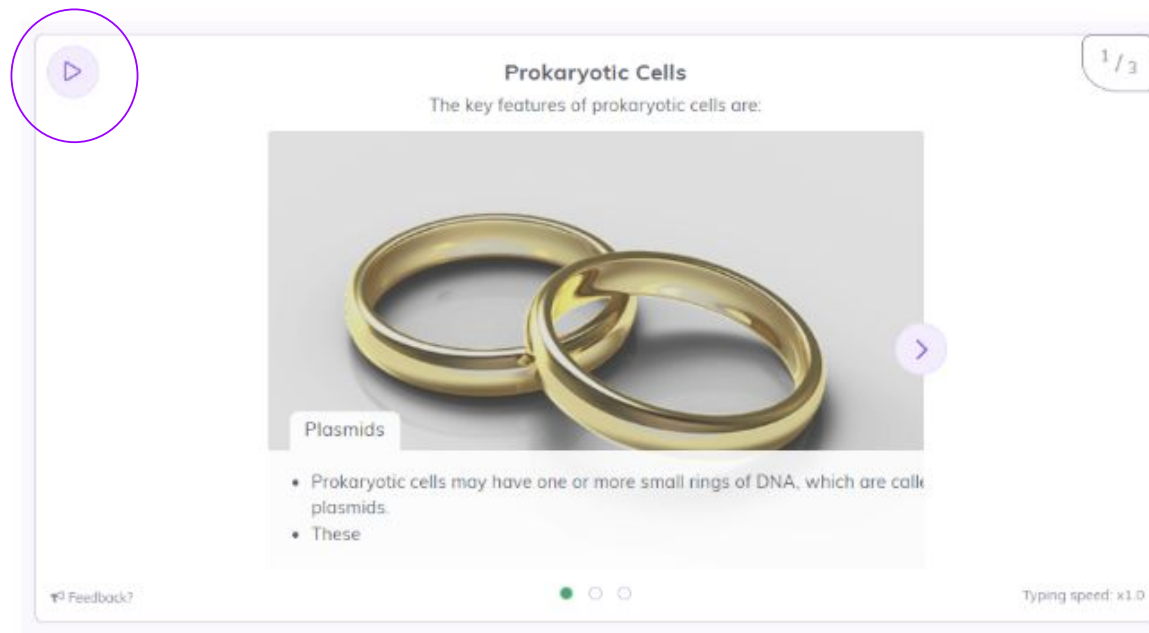 1 / 3
Prokaryotic Cells
The key features of prokaryotic cells are:
Plasmids
• Prokaryotic cells may have one or more small rings of DNA, which are calle
plasmids.
• These
Feedback?
Typing speed: x1.0